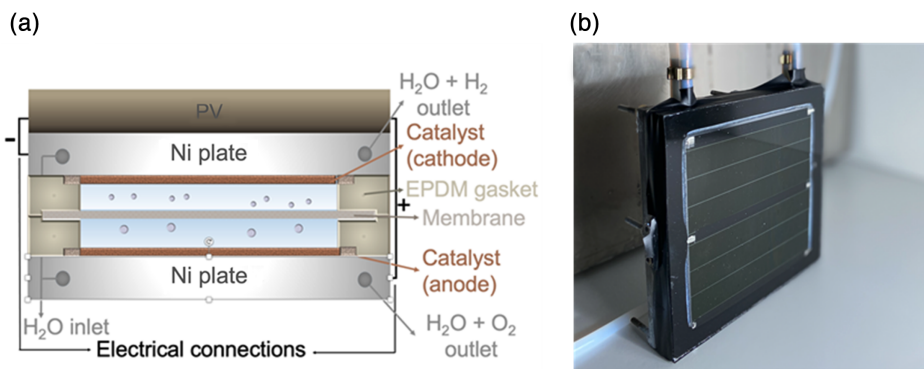 (a)
(b)
PV
H₂O + H₂
outlet
-
Ni plate
Catalyst
(cathode)
EPDM gasket
+
Membrane
Ni plate
Catalyst
(anode)
H₂O inlet
H₂O + O₂
outlet
Electrical connections